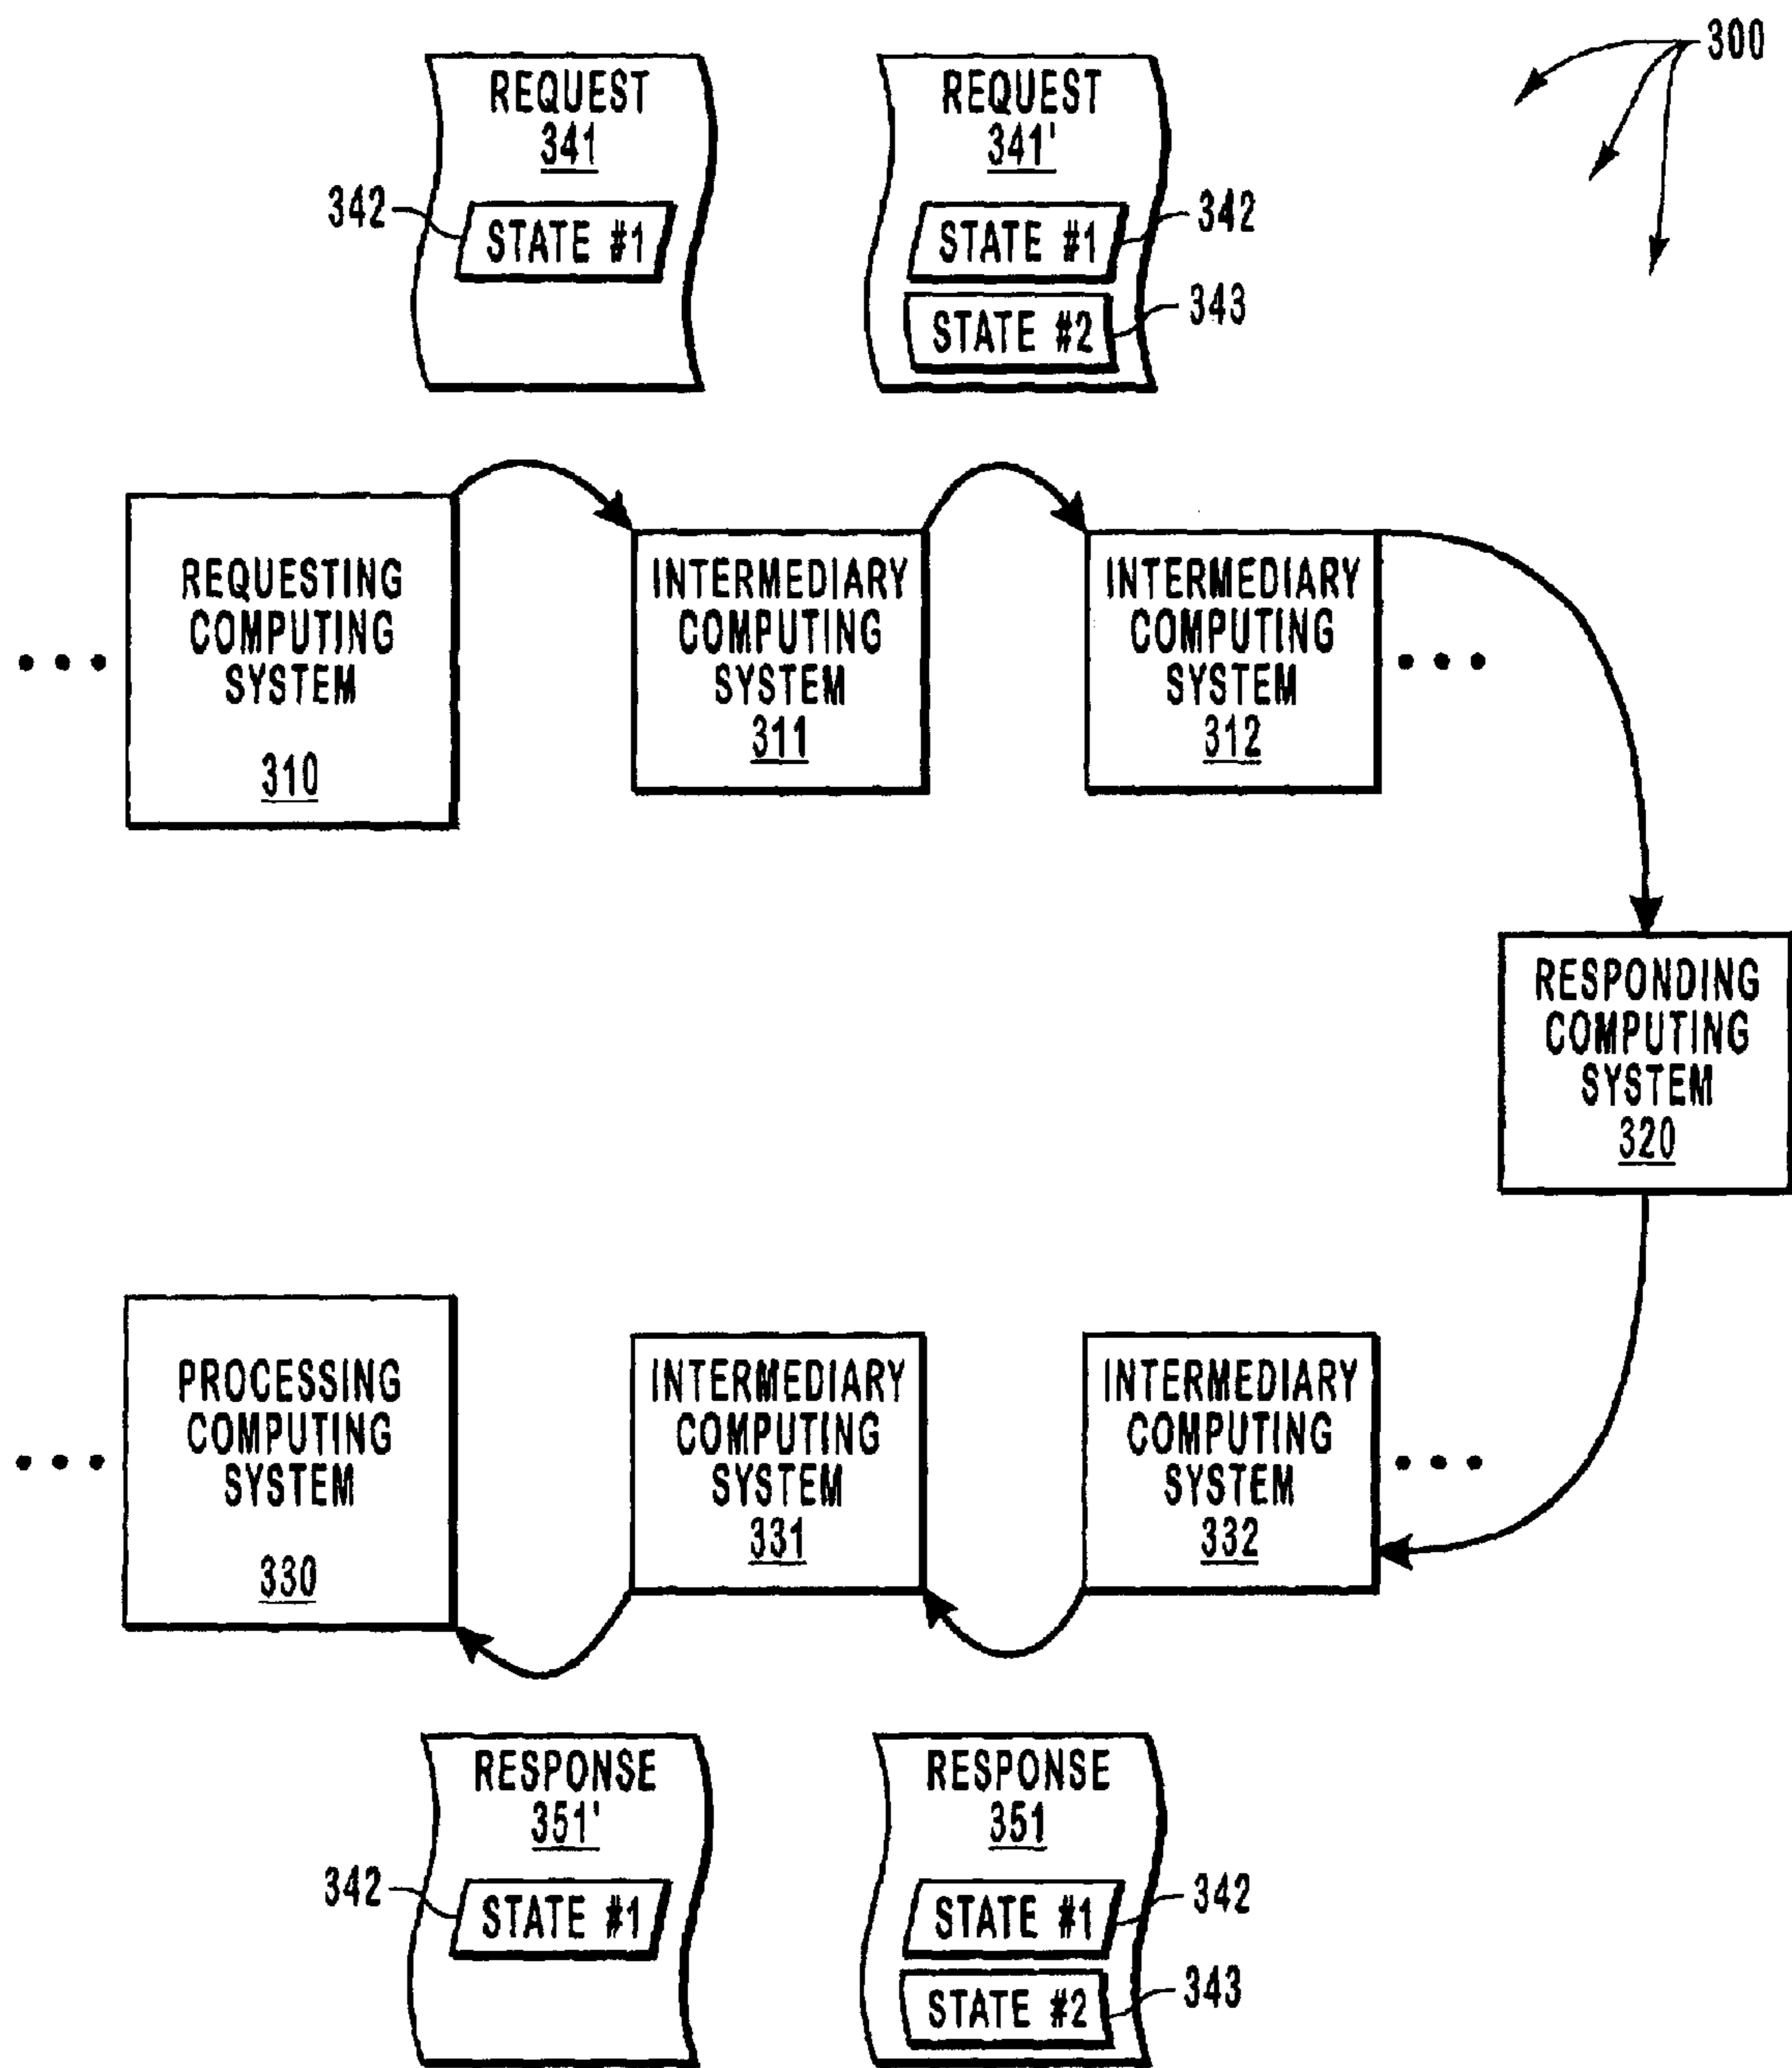 300
REQUEST
341
342
STATE #1
REQUEST
341'
STATE #1
342
STATE #2
343
REQUESTING
COMPUTING
SYSTEM
310
INTERMEDIARY
COMPUTING
SYSTEM
311
INTERMEDIARY
COMPUTING
SYSTEM
312
RESPONDING
COMPUTING
SYSTEM
320
PROCESSING
COMPUTING
SYSTEM
330
INTERMEDIARY
COMPUTING
SYSTEM
331
INTERMEDIARY
COMPUTING
SYSTEM
332
RESPONSE
351'
342
STATE #1
RESPONSE
351
STATE #1
342
STATE #2
343